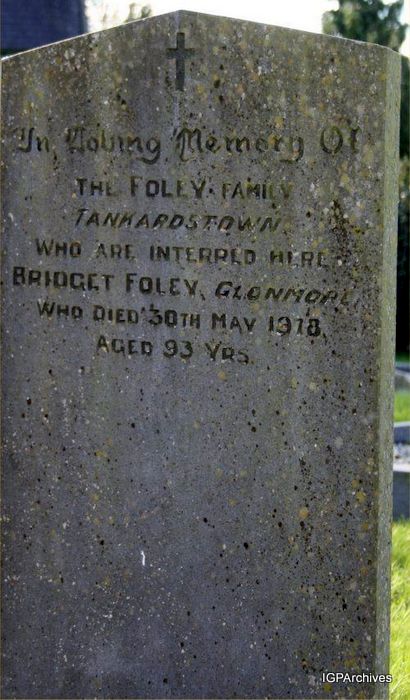 In Loving Memory Of
THE FOLEY FAMILY
TANKARDSTOWN
WHO ARE INTERRED HERE
BRIDGET FOLEY, GLENMORE,
WHO DIED 30TH MAY 1978,
AGED 93 YRS.
IGPArchives